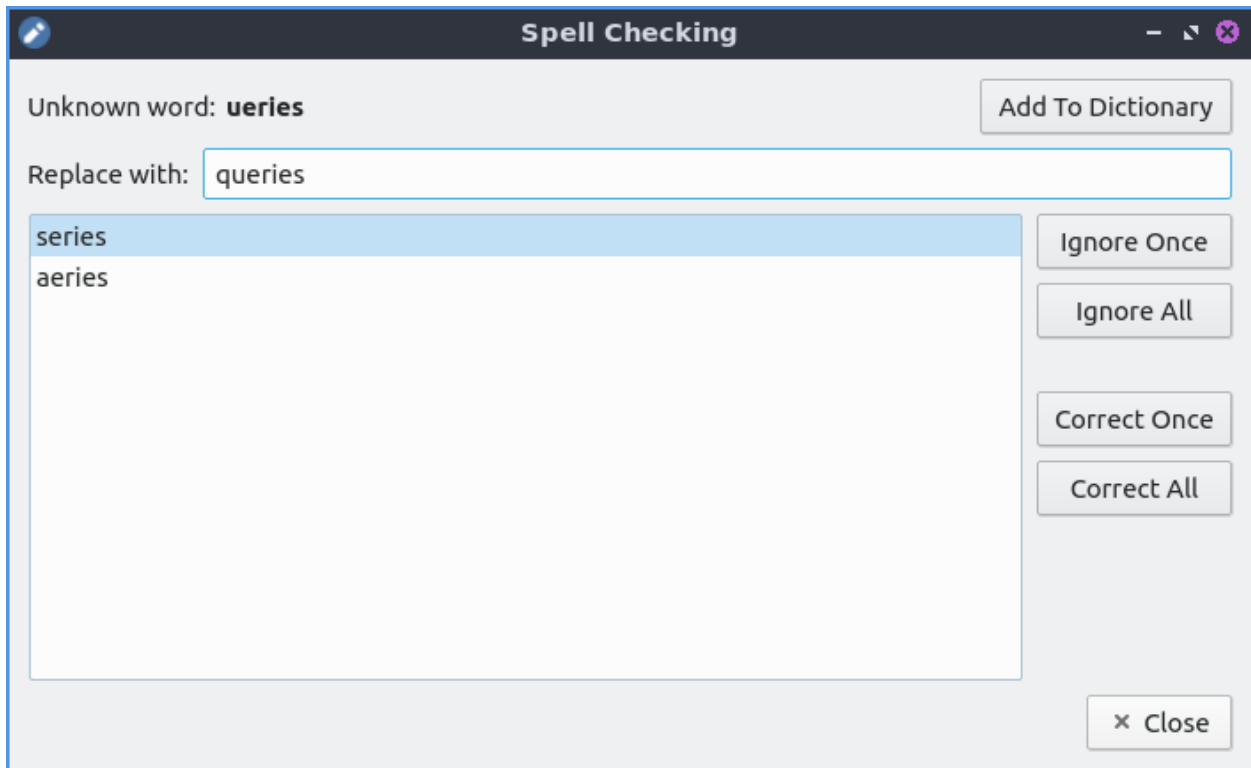 Spell Checking
Unknown word: ueries
Add To Dictionary
Replace with: queries
series
aeries
Ignore Once
Ignore All
Correct Once
Correct All
Close